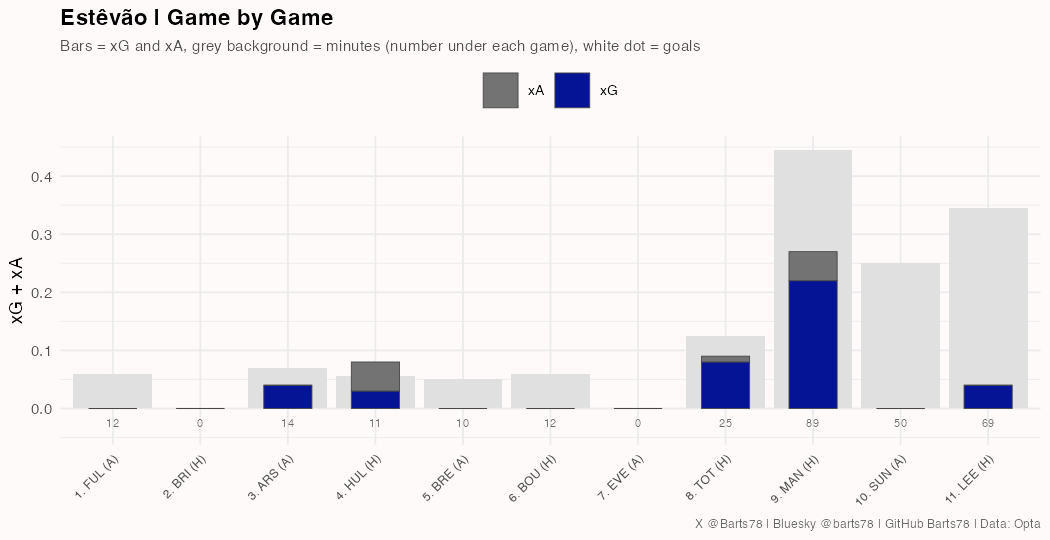 Estêvão | Game by Game
Bars = xG and xA, grey background = minutes (number under each game), white dot = goals
xA xG
xG + xA
0.4
0.3
0.2
0.1
0.0
12 0 14 11 10 12 0 25 89 50 69
1. FUL (A)
2. BRI (H)
3. ARS (A)
4. HUL (H)
5. BRE (A)
6. BOU (H)
7. EVE (A)
8. TOT (H)
9. MAN (H)
10. SUN (A)
11. LEE (H)
X @Barts78 | Bluesky @barts78 | GitHub Barts78 | Data: Opta